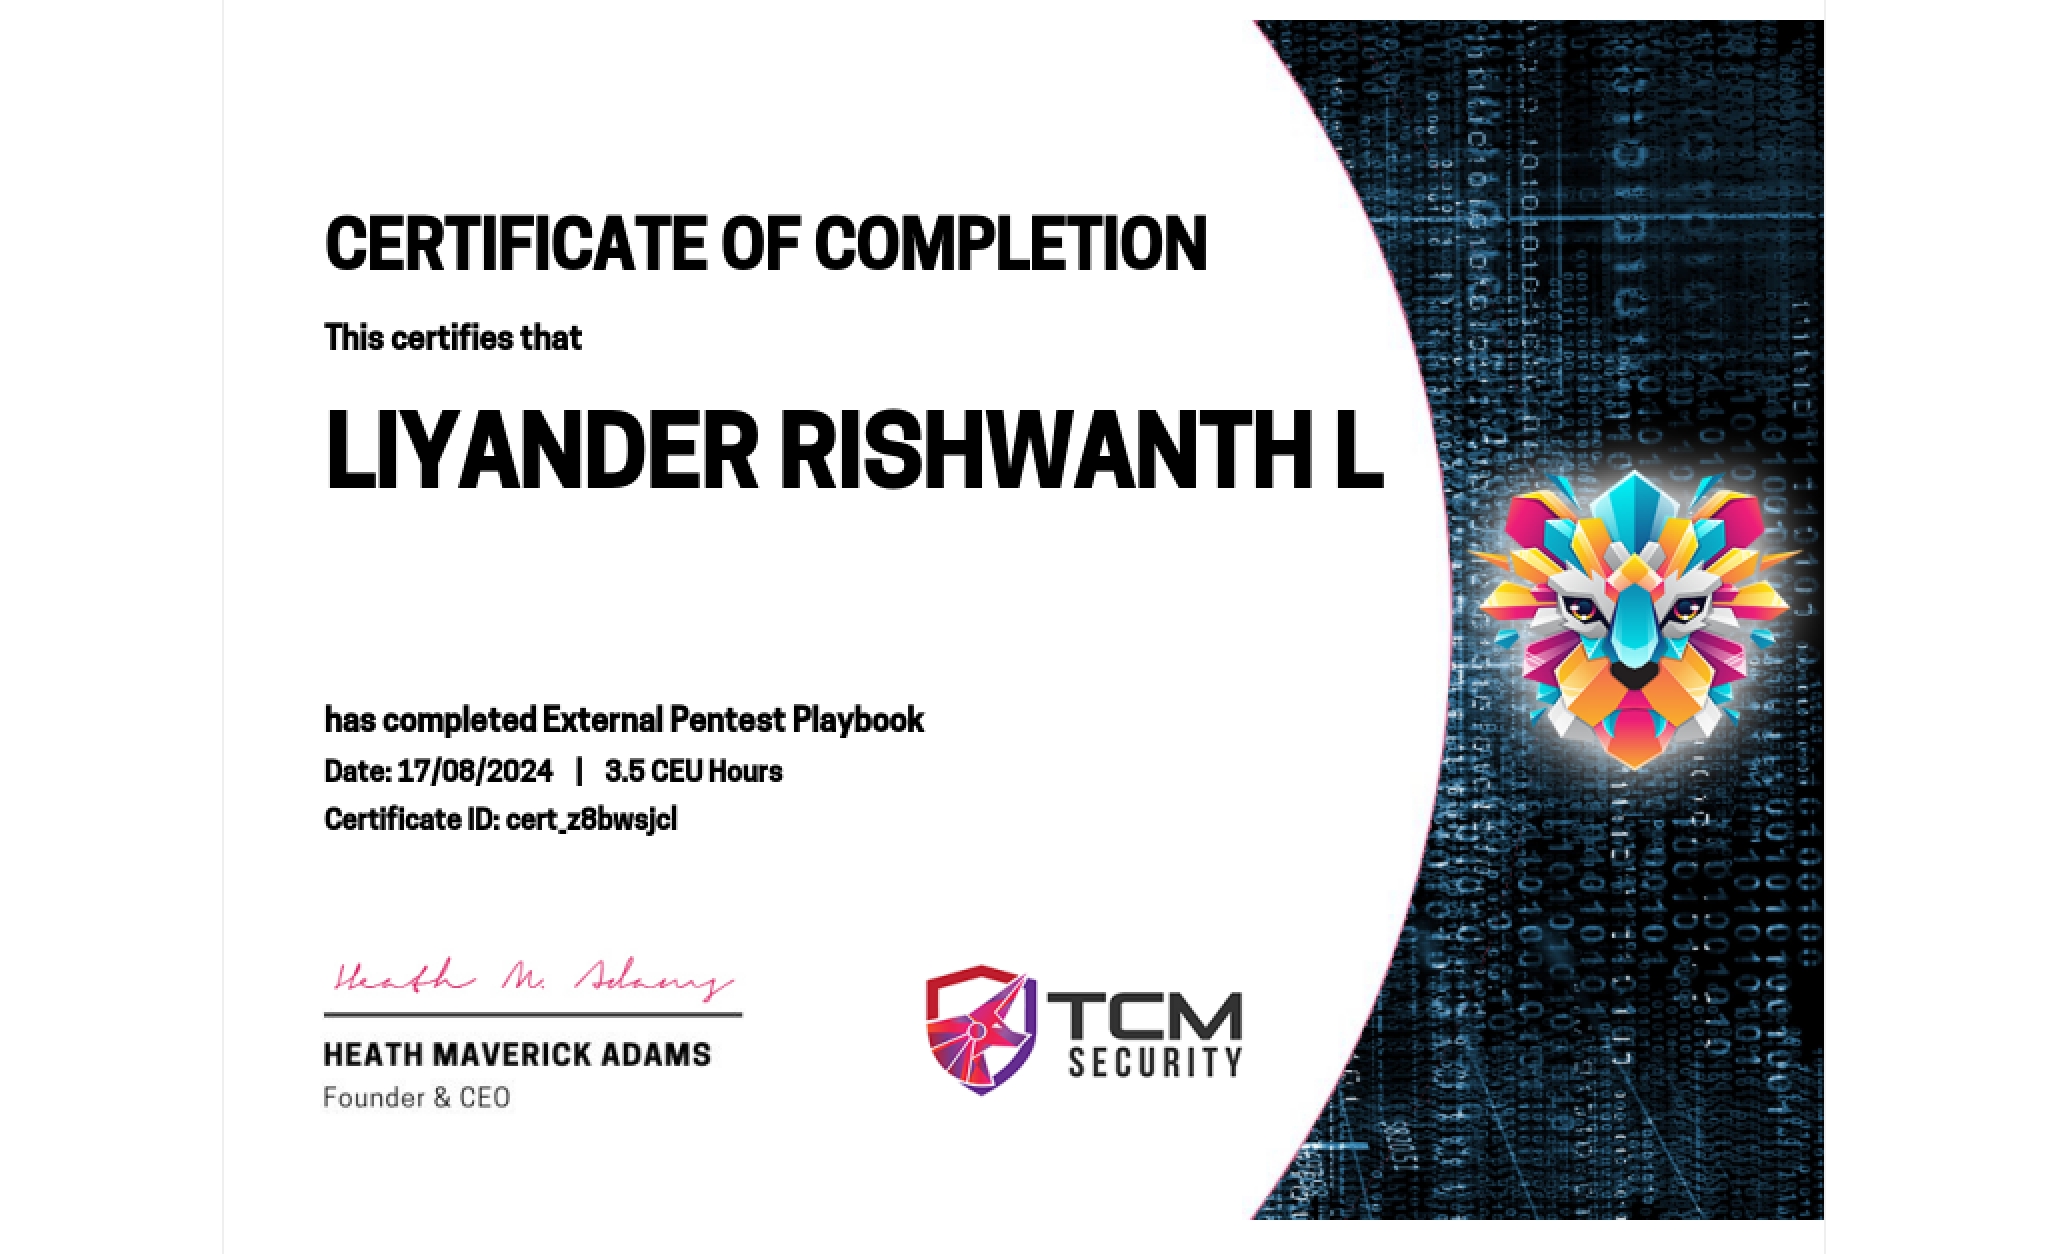 CERTIFICATE OF COMPLETION
This certifies that
LIYANDER RISHWANTH L
has completed External Pentest Playbook
Date: 17/08/2024 | 3.5 CEU Hours
Certificate ID: cert_z8bwsjcl
Heath M. Adams
HEATH MAVERICK ADAMS
Founder & CEO
TCM
SECURITY